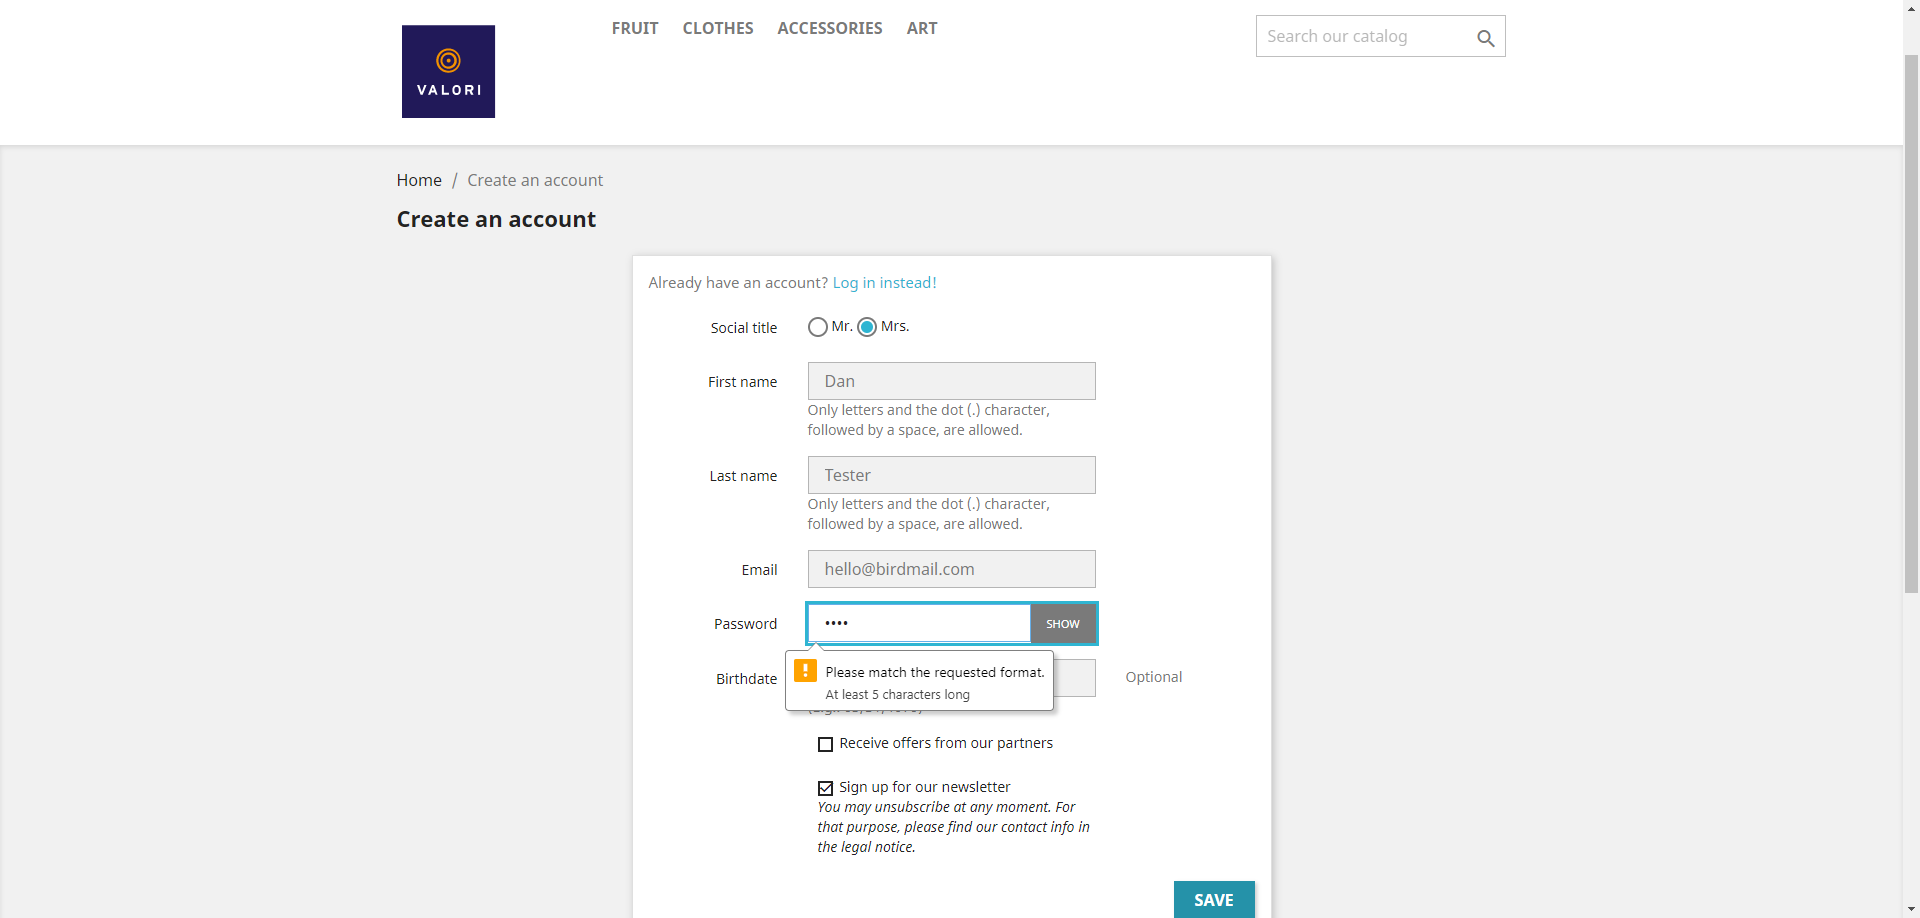 FRUIT CLOTHES ACCESSORIES ART
Search our catalog
VALORI
Home / Create an account
Create an account
Already have an account? Log in instead!
Social title Mr. Mrs.
First name Dan
Only letters and the dot (.) character,
followed by a space, are allowed.
Last name Tester
Only letters and the dot (.) character,
followed by a space, are allowed.
Email hello@birdmail.com
Password •••• SHOW
Please match the requested format.
At least 5 characters long
Birthdate Optional
Receive offers from our partners
Sign up for our newsletter
You may unsubscribe at any moment. For
that purpose, please find our contact info in
the legal notice.
SAVE